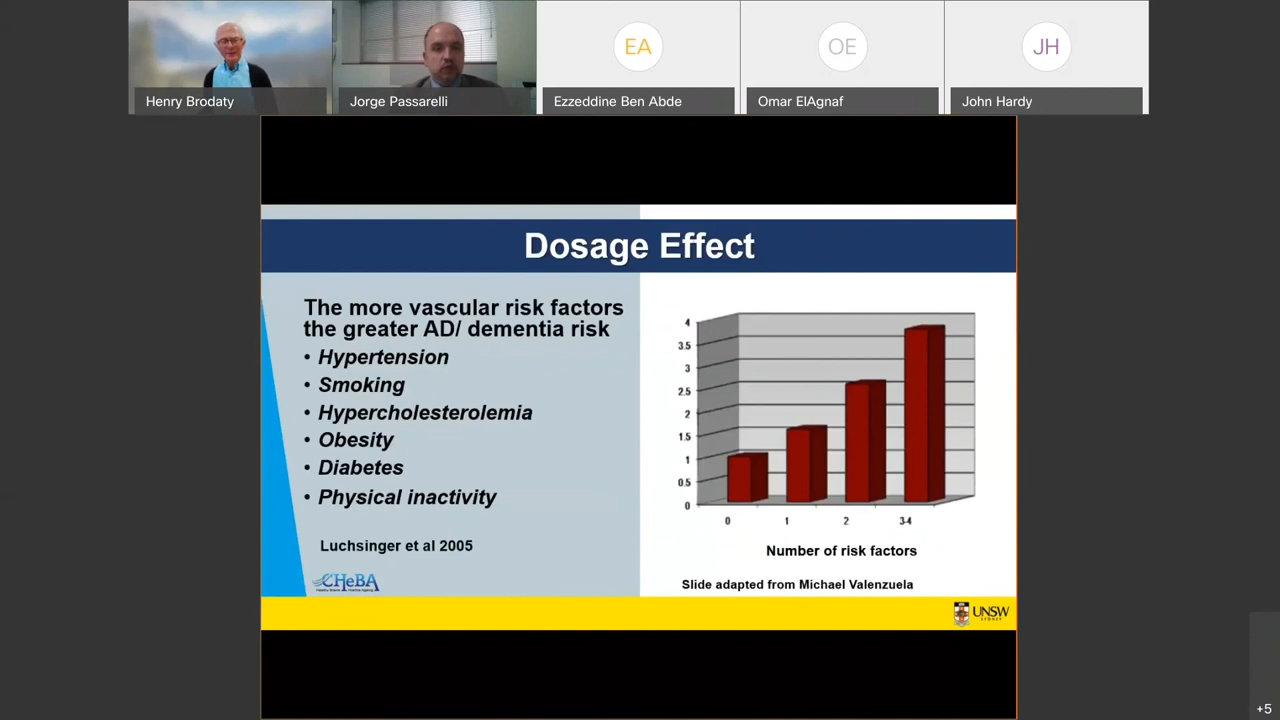 EA
OE
JH
Henry Brodaty
Jorge Passarelli
Ezzeddine Ben Abde
Omar ElAgnaf
John Hardy
Dosage Effect
The more vascular risk factors
the greater AD/ dementia risk
• Hypertension
• Smoking
• Hypercholesterolemia
• Obesity
• Diabetes
• Physical inactivity
Luchsinger et al 2005
CHeBA
4
3.5
3
2.5
2
1.5
1
0.5
0
0 1 2 3-4
Number of risk factors
Slide adapted from Michael Valenzuela
UNSW
SYDNEY
+5